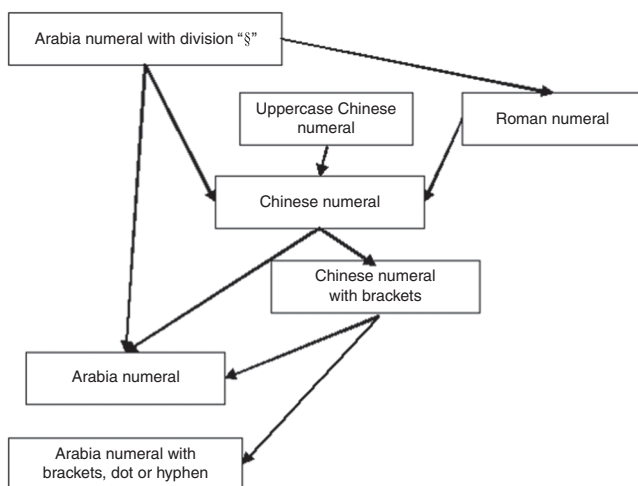 Arabia numeral with division “§”
Uppercase Chinese
numeral
Roman numeral
Chinese numeral
Chinese numeral
with brackets
Arabia numeral
Arabia numeral with
brackets, dot or hyphen